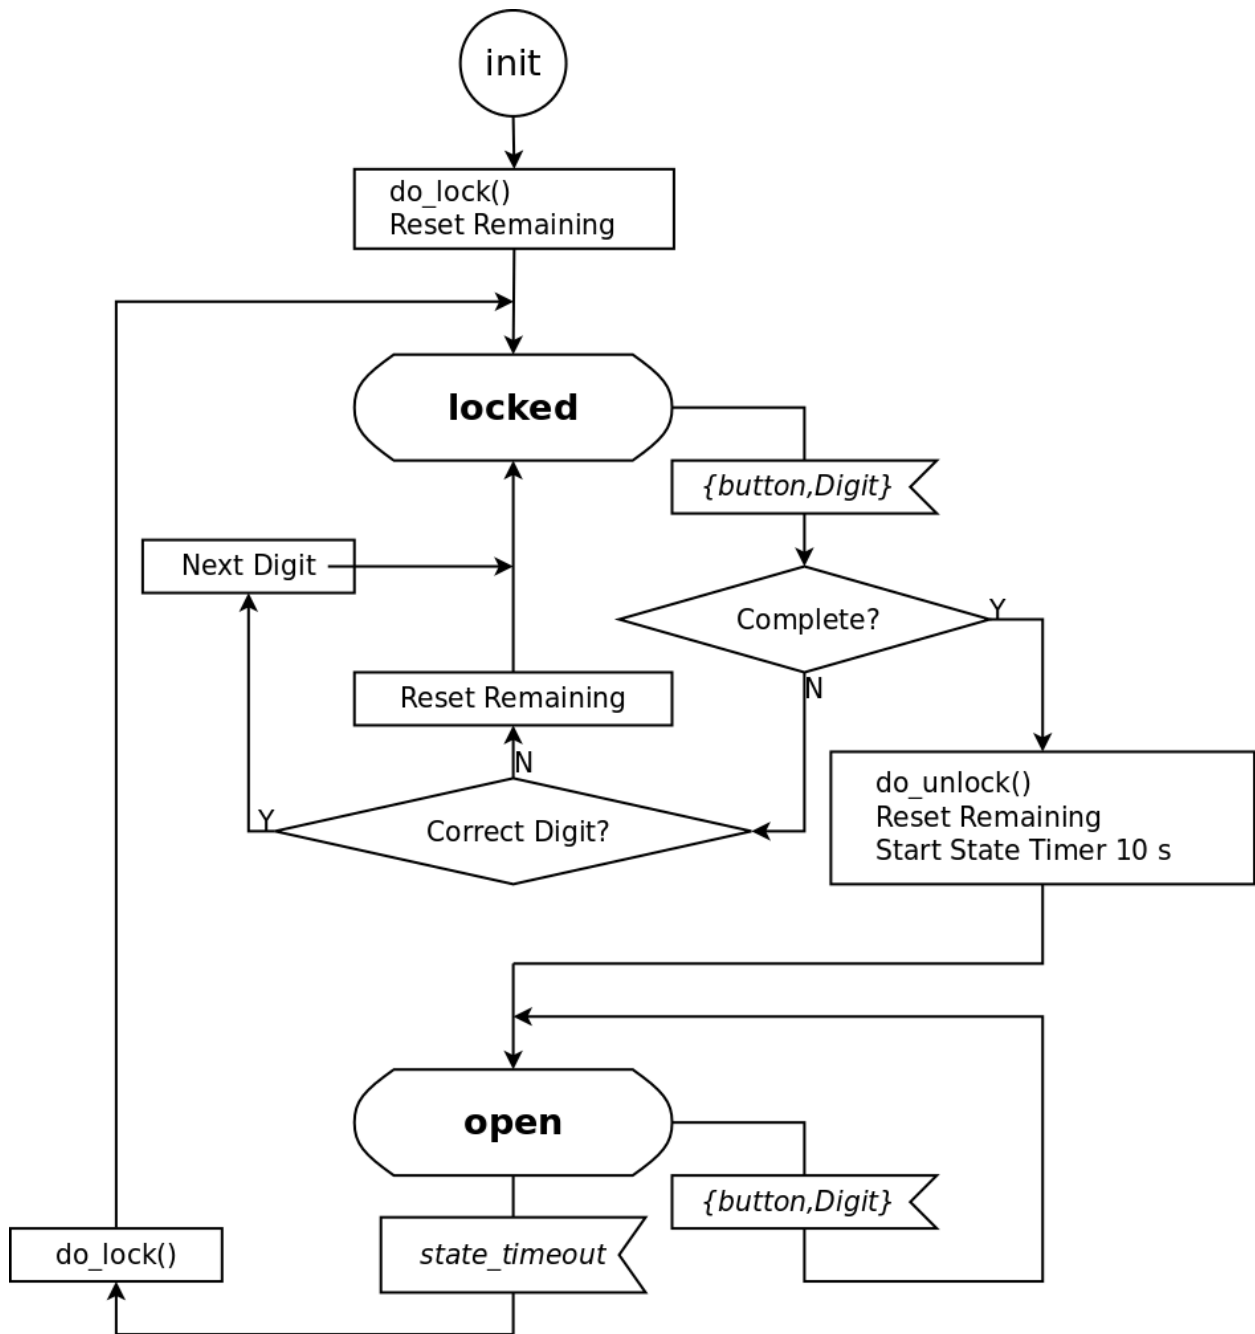 init
do_lock()
Reset Remaining
locked
{button,Digit}
Next Digit
Complete?
Y
N
Reset Remaining
N
do_unlock()
Reset Remaining
Start State Timer 10 s
Y
Correct Digit?
open
{button,Digit}
state_timeout
do_lock()